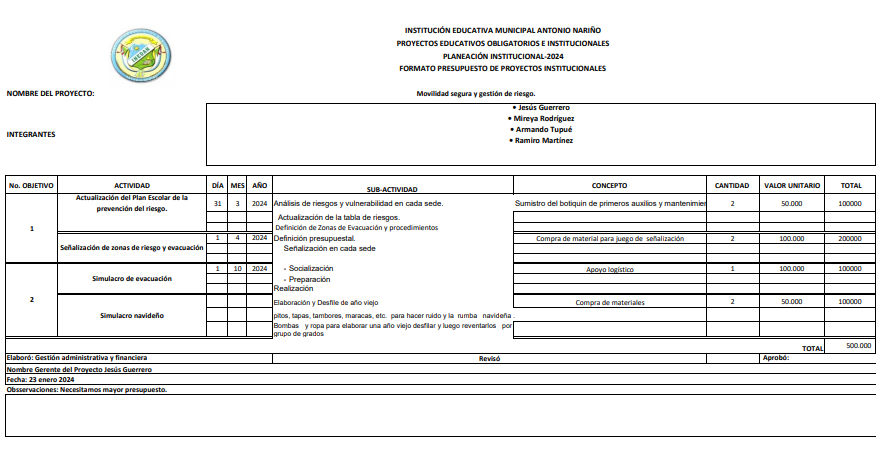 INSTITUCIÓN EDUCATIVA MUNICIPAL ANTONIO NARIÑO
PROYECTOS EDUCATIVOS OBLIGATORIOS E INSTITUCIONALES
PLANEACIÓN INSTITUCIONAL-2024
FORMATO PRESUPUESTO DE PROYECTOS INSTITUCIONALES
NOMBRE DEL PROYECTO: Movilidad segura y gestión de riesgo.
INTEGRANTES
• Jesús Guerrero
• Mireya Rodríguez
• Armando Tupué
• Ramiro Martínez
No. OBJETIVO ACTIVIDAD DÍA MES AÑO SUB-ACTIVIDAD CONCEPTO CANTIDAD VALOR UNITARIO TOTAL
1
Actualización del Plan Escolar de la
prevención del riesgo.
31 3 2024 Análisis de riesgos y vulnerabilidad en cada sede. Sumistro del botiquin de primeros auxilios y mantenimier 2 50.000 100000
Actualización de la tabla de riesgos.
Definición de Zonas de Evacuación y procedimientos
Señalización de zonas de riesgo y evacuación
1 4 2024 Definición presupuestal. Compra de material para juego de señalización 2 100.000 200000
Señalización en cada sede
2
Simulacro de evacuación
1 10 2024 - Socialización Apoyo logístico 1 100.000 100000
- Preparación
Realización
Simulacro navideño
Elaboración y Desfile de año viejo Compra de materiales 2 50.000 100000
pitos, tapas, tambores, maracas, etc. para hacer ruido y la rumba navideña .
Bombas y ropa para elaborar una año viejo desfilar y luego reventarlos por
grupo de grados
TOTAL 500.000
Elaboró: Gestión administrativa y financiera Revisó Aprobó:
Nombre Gerente del Proyecto Jesús Guerrero
Fecha: 23 enero 2024
Obsservaciones: Necesitamos mayor presupuesto.